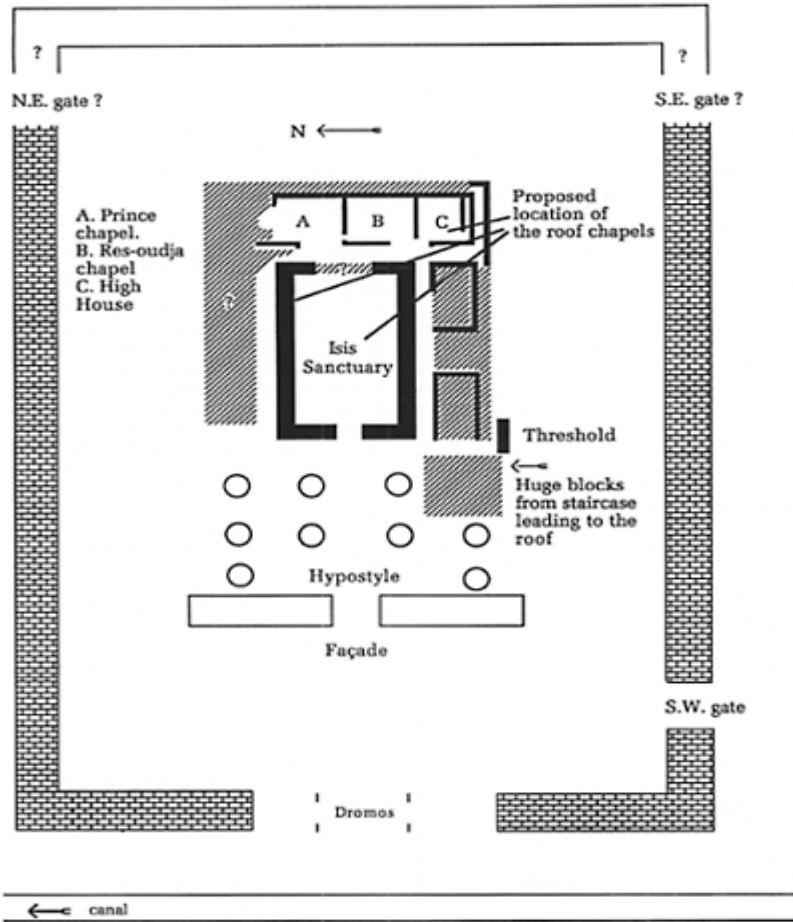 ?
?
N.E. gate ?
S.E. gate ?
N
A. Prince
chapel.
B. Res-oudja
chapel
C. High
House
A
B
C
Proposed
location of
the roof chapels
?
?
Isis
Sanctuary
Threshold
Huge blocks
from staircase
leading to the
roof
Hypostyle
Façade
S.W. gate
Dromos
canal